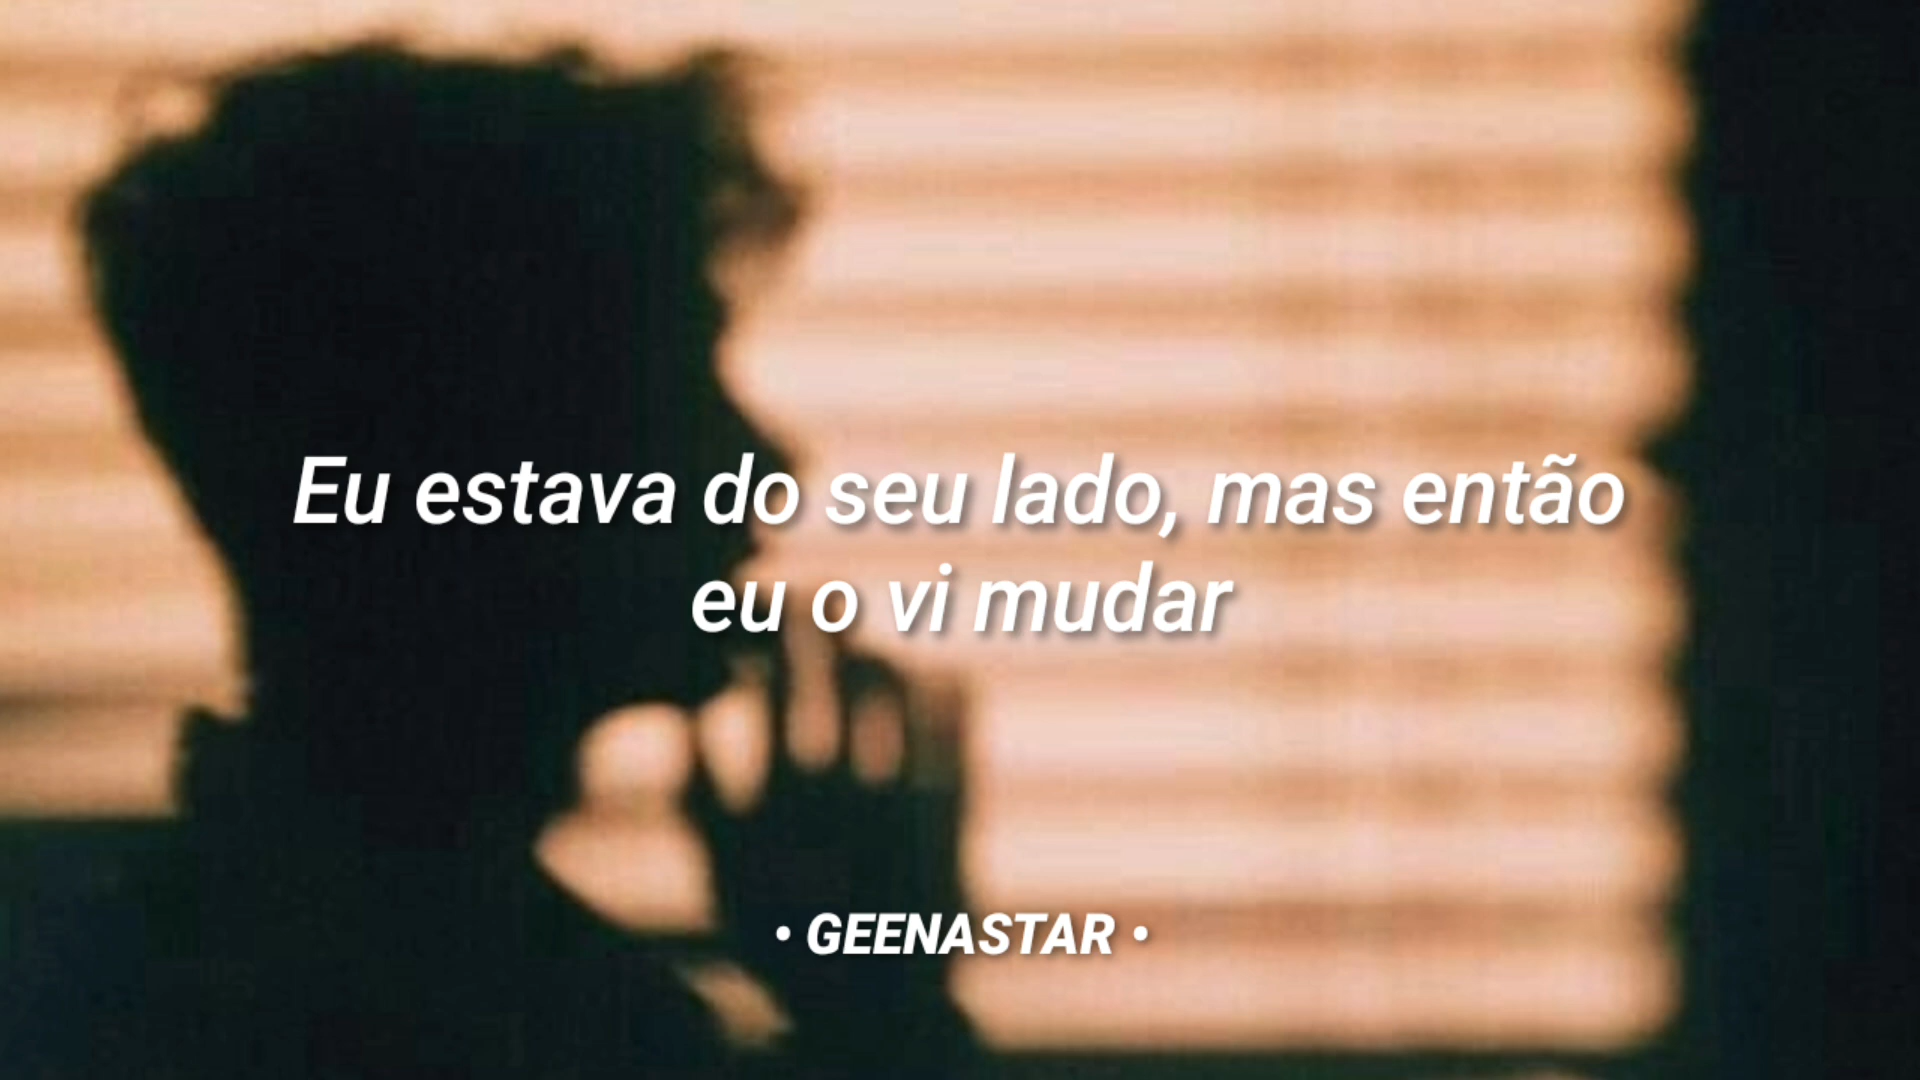 Eu estava do seu lado, mas então
eu o vi mudar
• GEENASTAR •